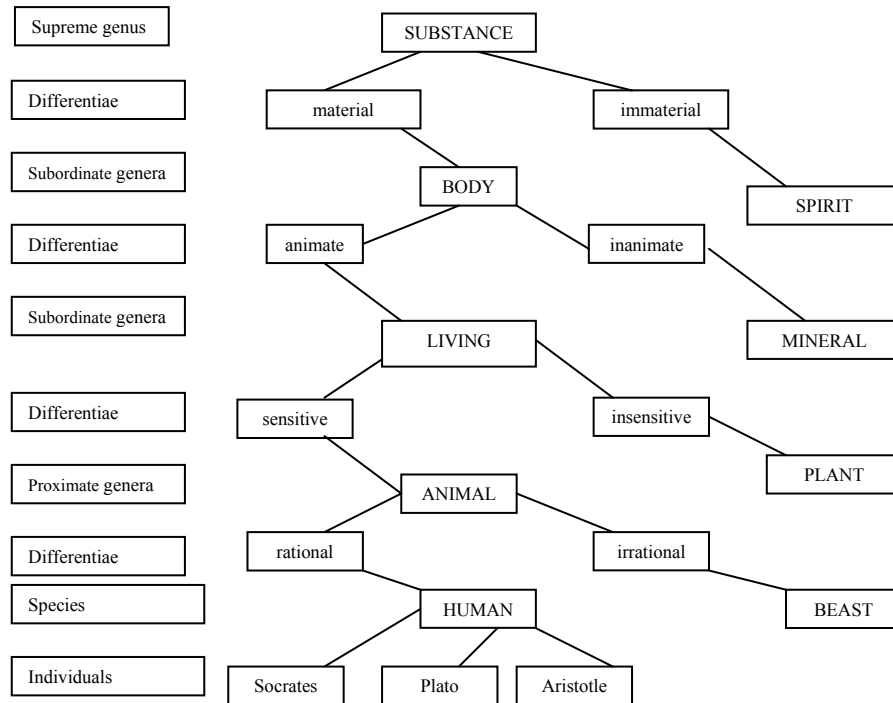 Supreme genus
SUBSTANCE
Differentiae
material
immaterial
Subordinate genera
BODY
SPIRIT
Differentiae
animate
inanimate
Subordinate genera
LIVING
MINERAL
Differentiae
sensitive
insensitive
PLANT
Proximate genera
ANIMAL
Differentiae
rational
irrational
Species
HUMAN
BEAST
Individuals
Socrates
Plato
Aristotle